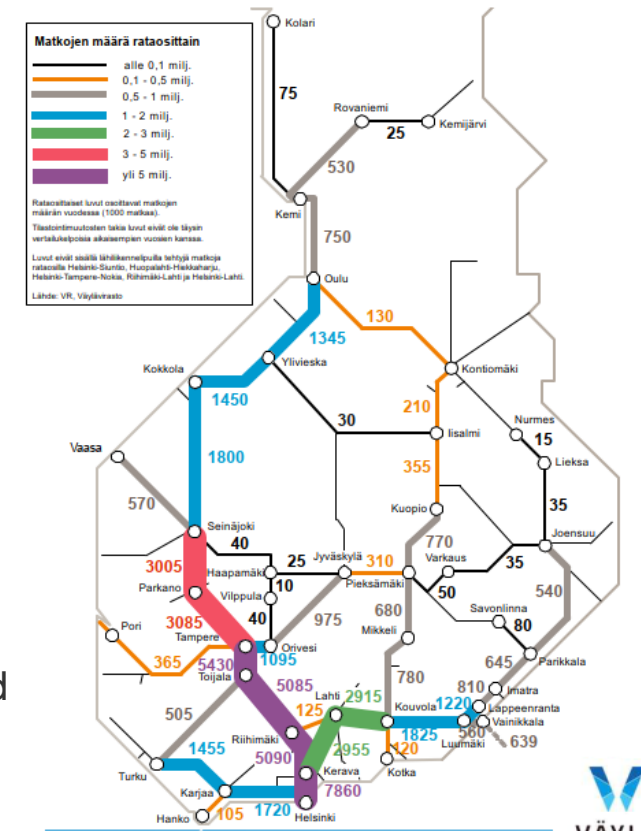 Matkojen määrä rataosittain
alle 0,1 milj.
0,1 - 0,5 milj.
0,5 - 1 milj.
1 - 2 milj.
2 - 3 milj.
3 - 5 milj.
yli 5 milj.
Rataosittaiset luvut osoittavat matkojen
määrän vuodessa (1000 matkaa).
Tilastointimuutosten takia luvut eivät ole täysin
vertailukelpoisia aikaisempien vuosien kanssa.
Luvut eivät sisällä lähiliikennelipuilla tehtyjä matkoja
rataosilla Helsinki-Siuntio, Huopalahti-Hiekkaharju,
Helsinki-Tampere-Nokia, Riihimäki-Lahti ja Helsinki-Lahti.
Lähde: VR, Väylävirasto
Kolari
75
Rovaniemi
25
Kemijärvi
530
Kemi
750
Oulu
130
1345
Ylivieska
Kontiomäki
Kokkola
1450
210
30
Nurmes
Iisalmi
15
Lieksa
1800
Vaasa
355
570
Kuopio
35
Seinäjoki
40
770
Joensuu
Jyväskylä
310
Varkaus
35
3005
Haapamäki
25
Pieksämäki
50
540
Parkano
10
Vilppula
Savonlinna
975
680
3085
40
80
Pori
Tampere
Mikkeli
365
1095
Orivesi
645
Parikkala
5430
780
d
Toijala
5085
2915
810
Imatra
Lahti
Kouvola
1220
Lappeenranta
505
125
Vainikkala
1825
560
Riihimäki
Luumäki
639
1455
5090
2955
120
Turku
Kerava
Kotka
Karjaa
7860
1720
Hanko
105
Helsinki